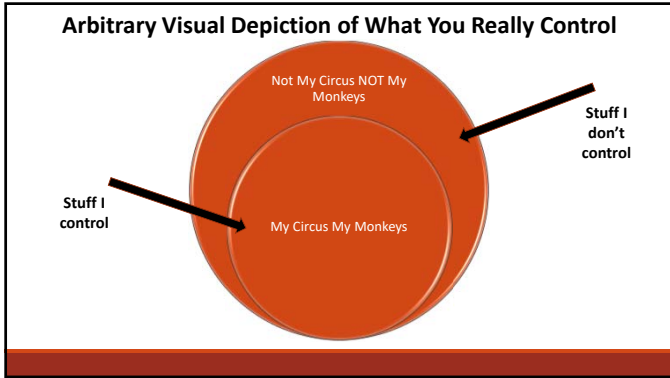 Arbitrary Visual Depiction of What You Really Control
Not My Circus NOT My
Monkeys
Stuff I
don’t
control
Stuff I
control
My Circus My Monkeys